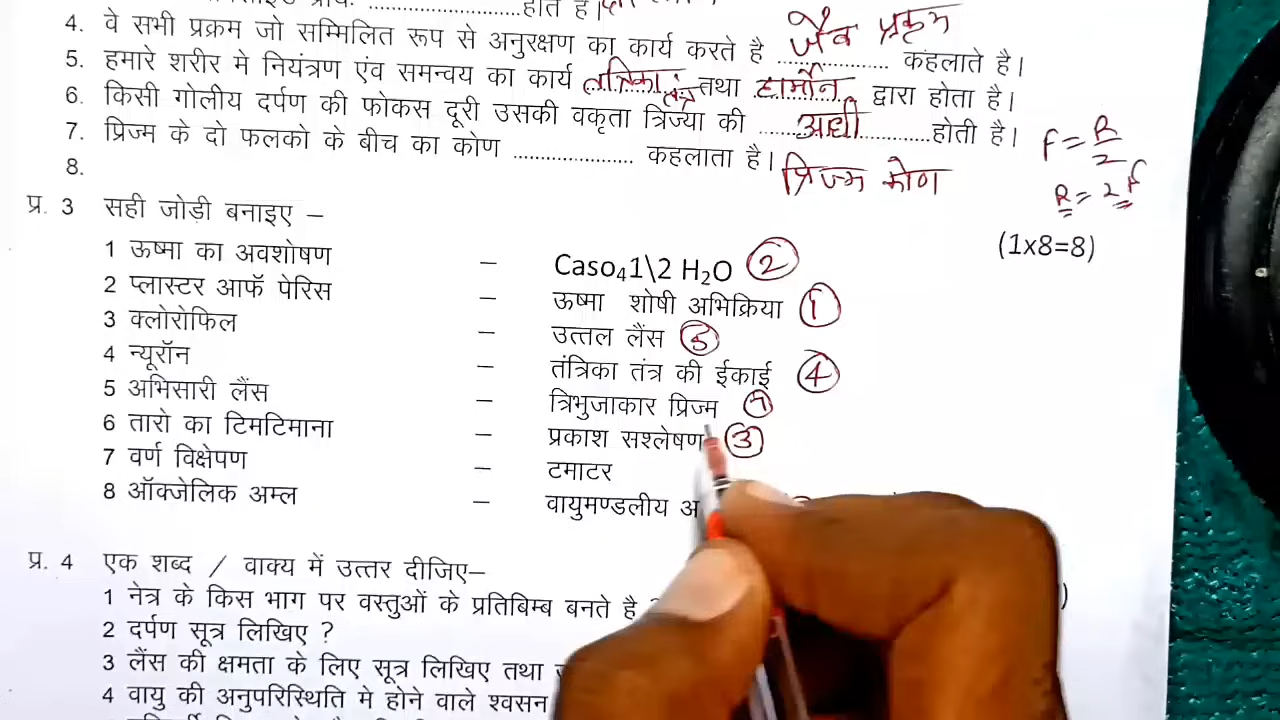 ...............................होते है।
4. वे सभी प्रक्रम जो सम्मिलित रूप से अनुरक्षण का कार्य करते है जैव प्रक्रम कंहलाते है।
5. हमारे शरीर मे नियंत्रण एंव समन्वय का कार्य तंत्रिका तंत्र तथा हार्मोन द्वारा होता है।
6. किसी गोलीय दर्पण की फोकस दूरी उसकी वकृता त्रिज्या की आधी होती है।
7. प्रिज्म के दो फलको के बीच का कोण ..................... कहलाता है। प्रिज्म कोण
f = R/2
R = 2f
8.
प्र. 3 सही जोड़ी बनाइए –
(1x8=8)
1 ऊष्मा का अवशोषण – Caso₄1\2 H₂O 2
2 प्लास्टर आफॅ पेरिस – ऊष्मा शोषी अभिक्रिया 1
3 क्लोरोफिल – उत्तल लैंस 5
4 न्यूरॉन – तंत्रिका तंत्र की ईकाई 4
5 अभिसारी लैंस – त्रिभुजाकार प्रिज्म 7
6 तारो का टिमटिमाना – प्रकाश सश्लेषण 3
7 वर्ण विक्षेपण – टमाटर
8 ऑक्जेलिक अम्ल – वायुमण्डलीय
प्र. 4 एक शब्द / वाक्य में उत्तर दीजिए–
1 नेत्र के किस भाग पर वस्तुओं के प्रतिबिम्ब बनते है ?
2 दर्पण सूत्र लिखिए ?
3 लैंस की क्षमता के लिए सूत्र लिखिए तथा
4 वायु की अनुपरिस्थिति मे होने वाले श्वसन